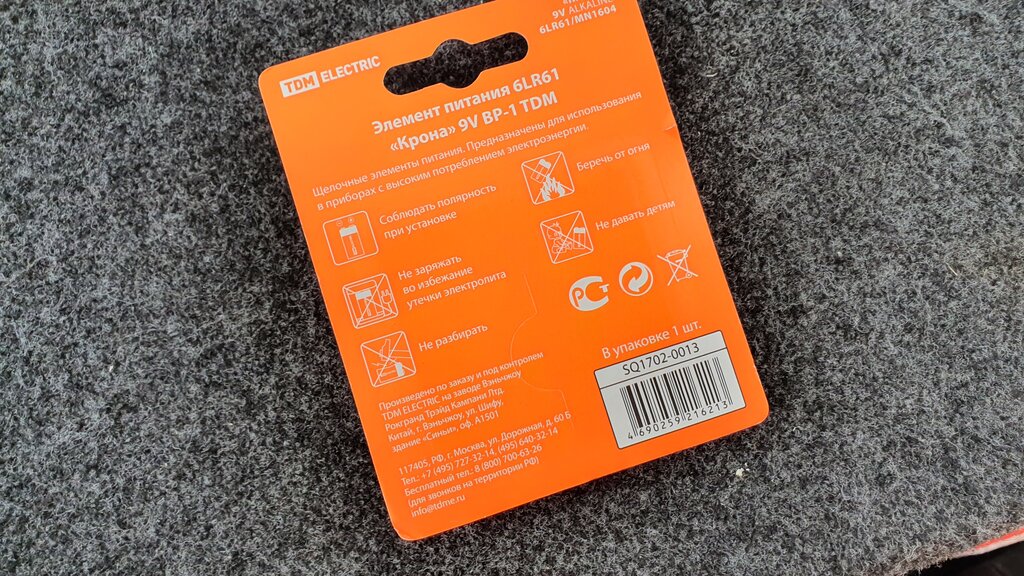 TDM ELECTRIC
9V ALKALINE
6LR61/MN1604
Элемент питания 6LR61
«Крона» 9V BP-1 TDM
Щелочные элементы питания. Предназначены для использования
в приборах с высоким потреблением электроэнергии.
Соблюдать полярность
при установке
Не заряжать
во избежание
утечки электролита
Не разбирать
Беречь от огня
Не давать детям
РСТ
В упаковке 1 шт.
SQ1702-0013
4 690259 216213
Произведено по заказу и под контролем
TDM ELECTRIC на заводе Вэньчжоу
Рокгранд Трэйд Кампани Лтд.
Китай, г. Вэньчжоу, ул. Шифу,
здание «Синьи», оф. А1501
117405, РФ, г. Москва, ул. Дорожная, д. 60 Б
Тел.: +7 (495) 727-32-14, (495) 640-32-14
Бесплатный тел.: 8 (800) 700-63-26
(для звонков на территории РФ)
info@tdme.ru